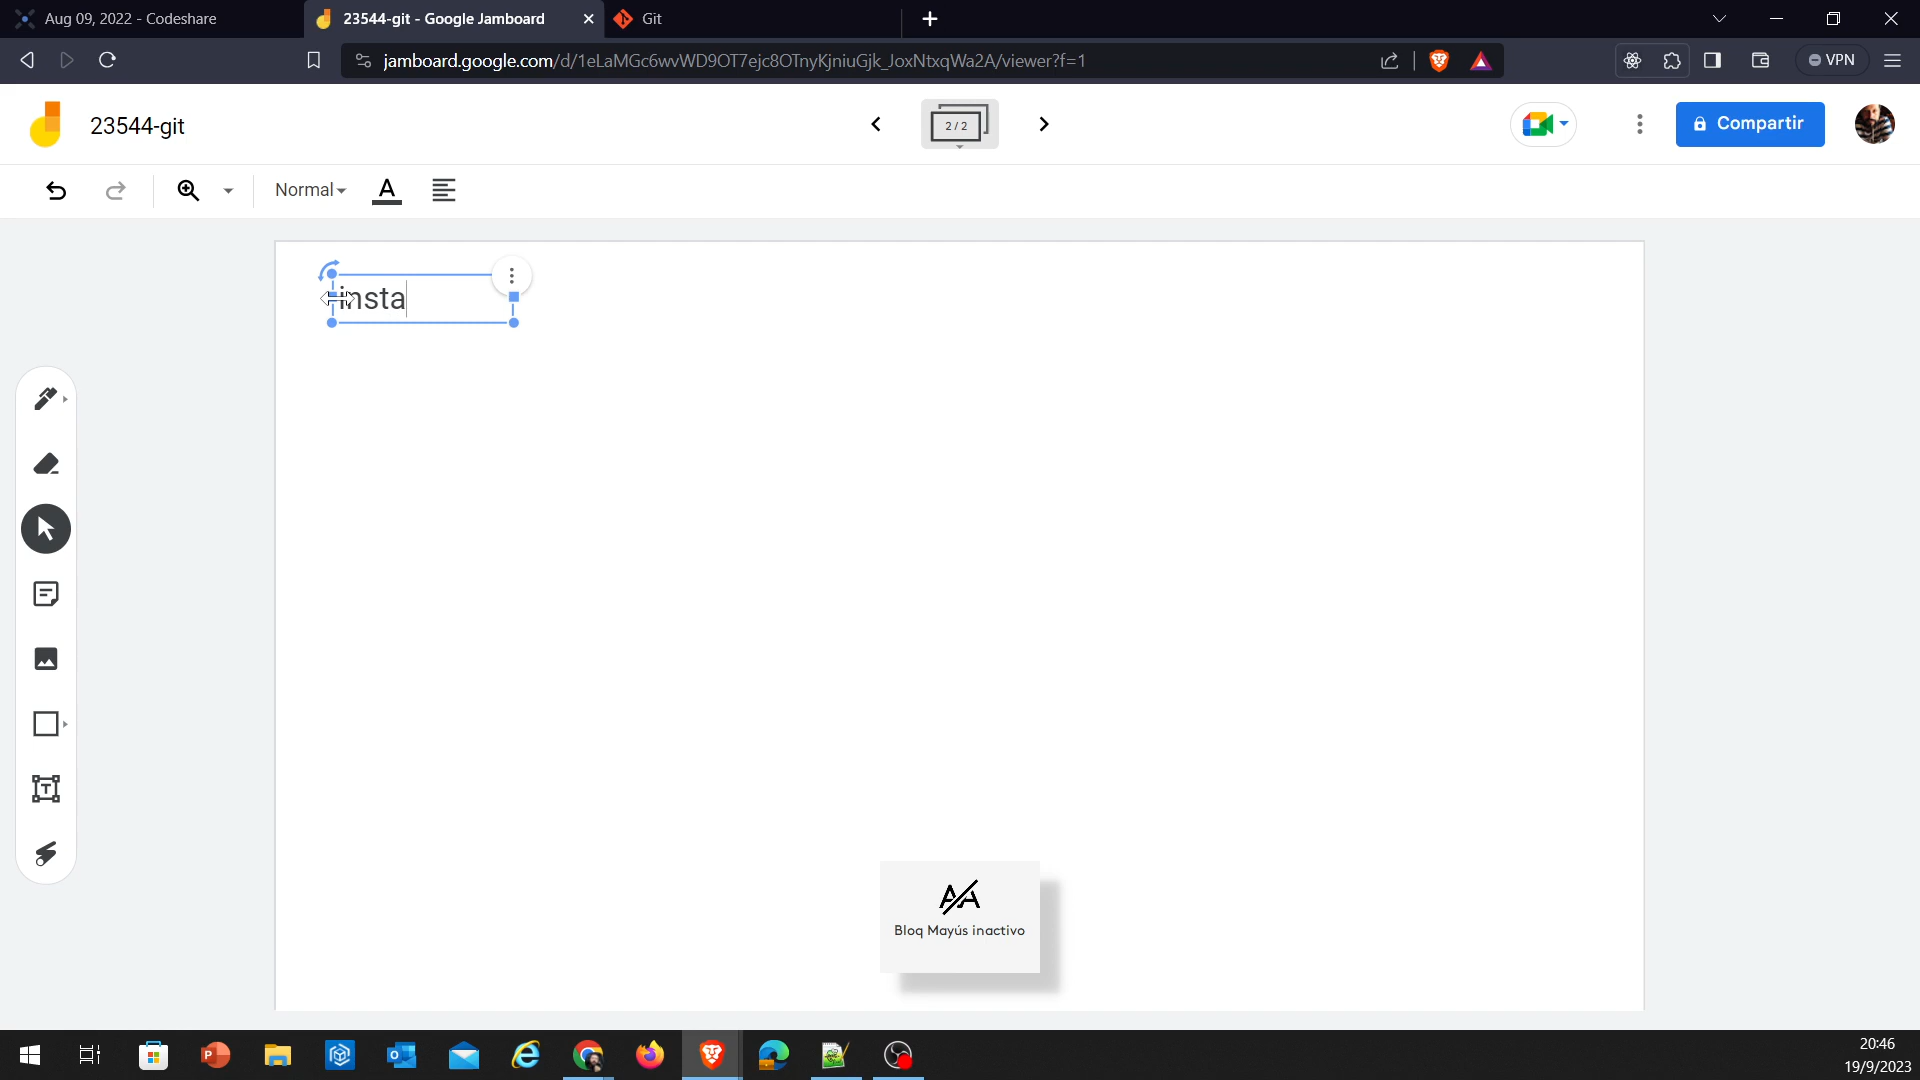 Aug 09, 2022 - Codeshare
23544-git - Google Jamboard
Git
jamboard.google.com/d/1eLaMGc6wvWD9OT7ejc8OTnyKjniuGjk_JoxNtxqWa2A/viewer?f=1
VPN
23544-git
2 / 2
Compartir
Normal
insta
Bloq Mayús inactivo
20:46
19/9/2023